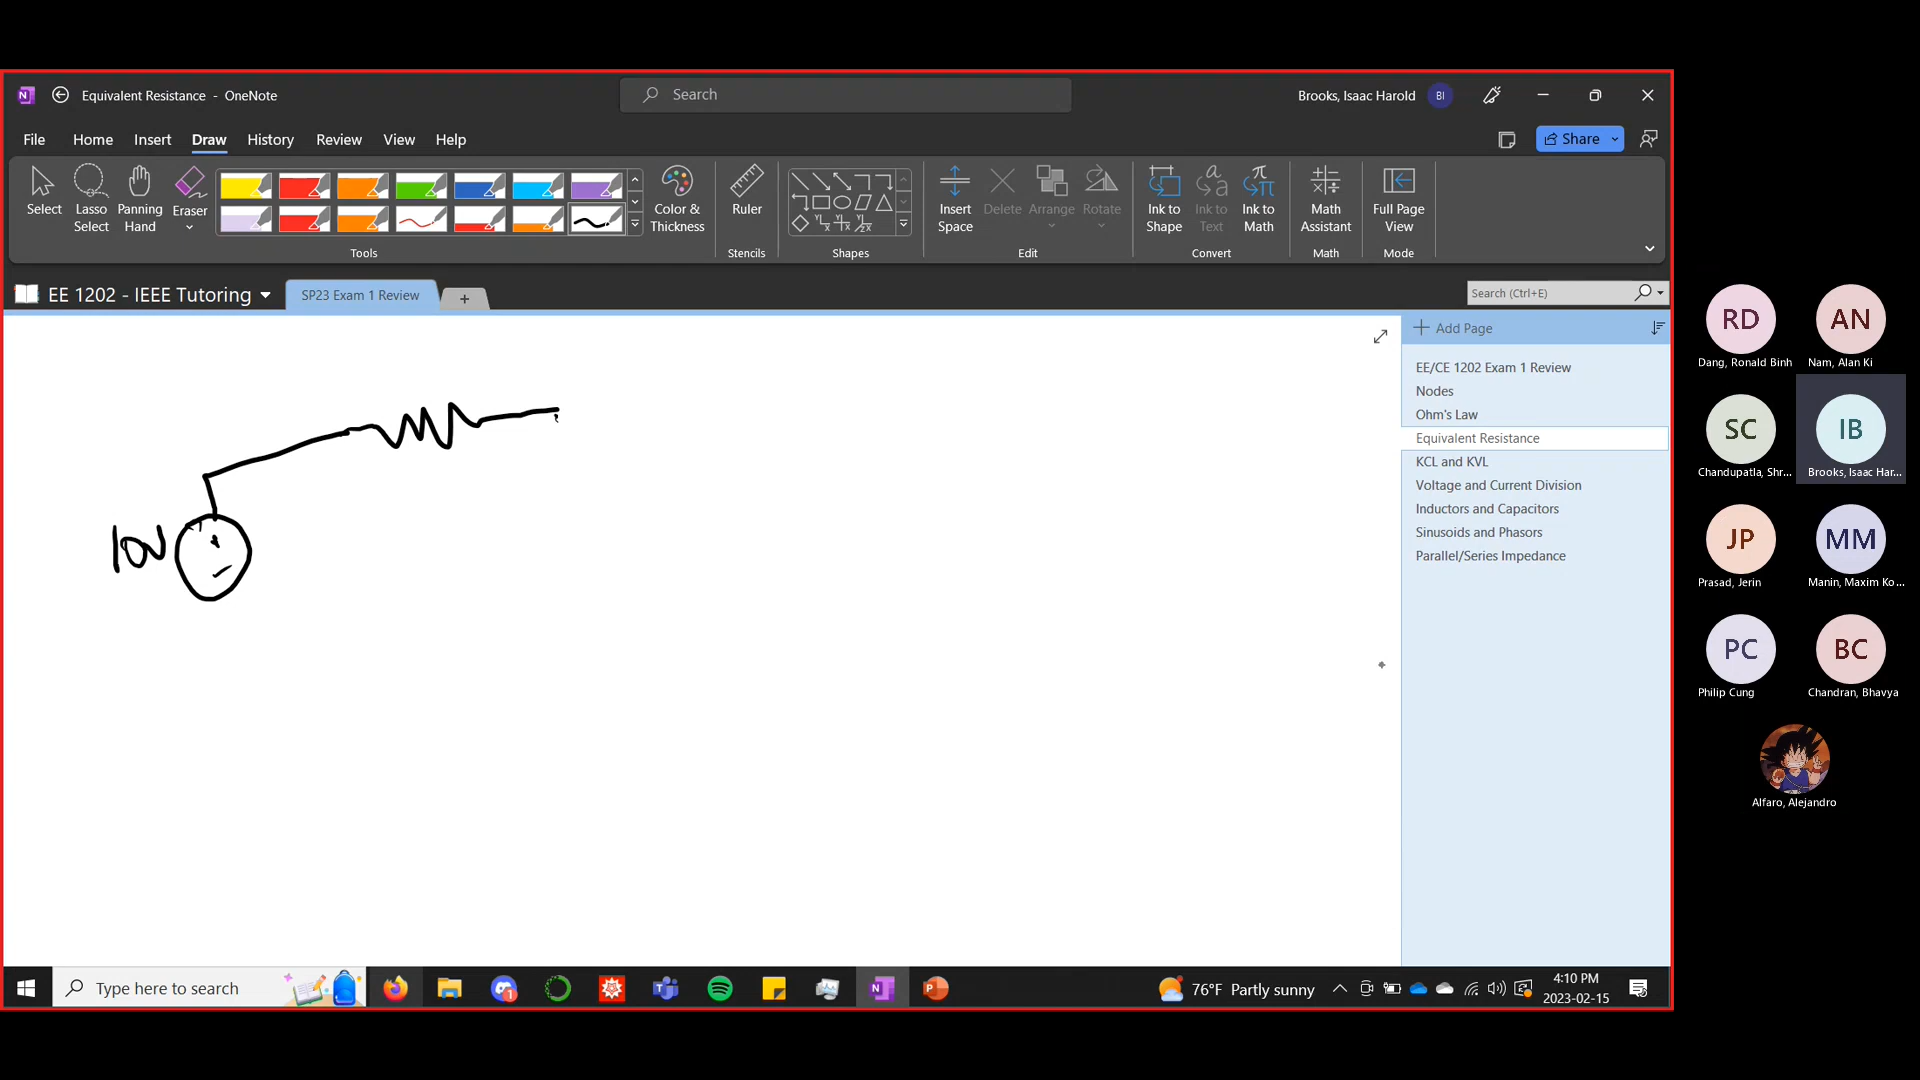 Equivalent Resistance - OneNote
Search
Brooks, Isaac Harold
BI
File Home Insert Draw History Review View Help
Share
Select
Lasso Select
Panning Hand
Eraser
Color & Thickness
Ruler
Insert Space
Delete
Arrange
Rotate
Ink to Shape
Ink to Text
Ink to Math
Math Assistant
Full Page View
Tools
Stencils
Shapes
Edit
Convert
Math
Mode
EE 1202 - IEEE Tutoring
SP23 Exam 1 Review
+
Search (Ctrl+E)
Add Page
EE/CE 1202 Exam 1 Review
Nodes
Ohm's Law
Equivalent Resistance
KCL and KVL
Voltage and Current Division
Inductors and Capacitors
Sinusoids and Phasors
Parallel/Series Impedance
10V
RD
Dang, Ronald Binh
AN
Nam, Alan Ki
SC
Chandupatla, Shr...
IB
Brooks, Isaac Har...
JP
Prasad, Jerin
MM
Manin, Maxim Ko...
PC
Philip Cung
BC
Chandran, Bhavya
Alfaro, Alejandro
Type here to search
76°F Partly sunny
4:10 PM
2023-02-15